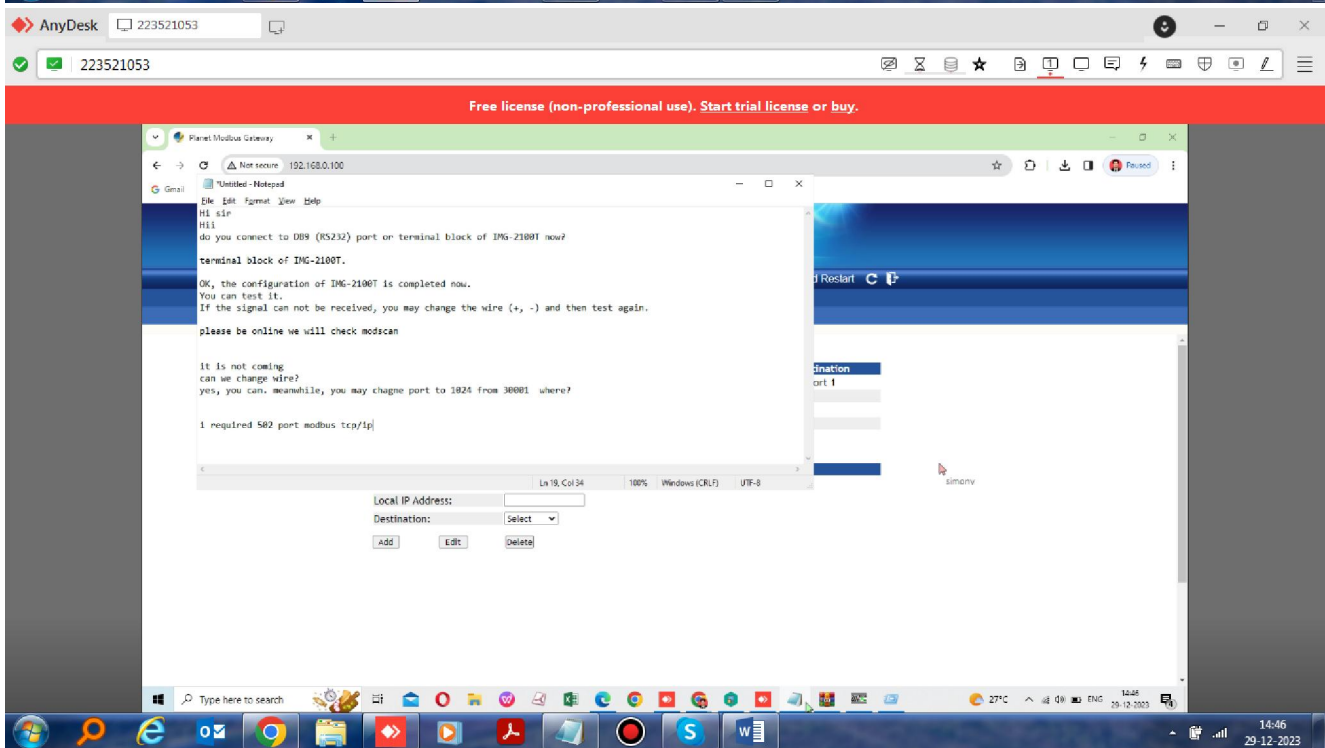 AnyDesk 223521053
223521053
Free license (non-professional use). Start trial license or buy.
Planet Modbus Gateway
Not secure 192.168.0.100 Paused
Gmail
*Untitled - Notepad
File Edit Format View Help
Hi sir
Hii
do you connect to DB9 (RS232) port or terminal block of IMG-2100T now?
terminal block of IMG-2100T.
d Restart
OK, the configuration of IMG-2100T is completed now.
You can test it.
If the signal can not be received, you may change the wire (+, -) and then test again.
please be online we will check modscan
it is not coming
tination
can we change wire?
ort 1
yes, you can. meanwhile, you may chagne port to 1024 from 30001 where?
i required 502 port modbus tcp/ip
Ln 19, Col 34 100% Windows (CRLF) UTF-8
simonv
Local IP Address:
Destination: Select
Add Edit Delete
Type here to search 27°C ENG 14:46 29-12-2023
14:46
29-12-2023